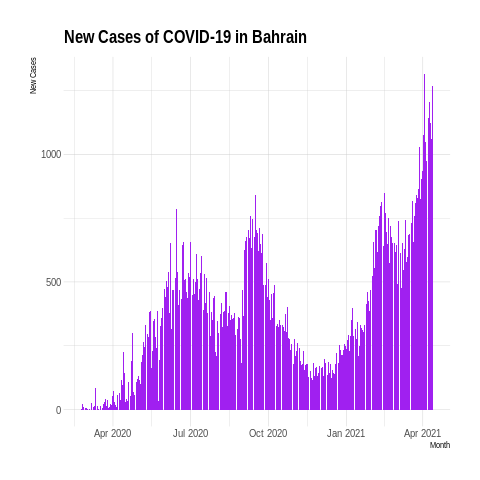 New Cases of COVID-19 in Bahrain
New Cases
1000
500
0
Apr 2020 Jul 2020 Oct 2020 Jan 2021 Apr 2021
Month